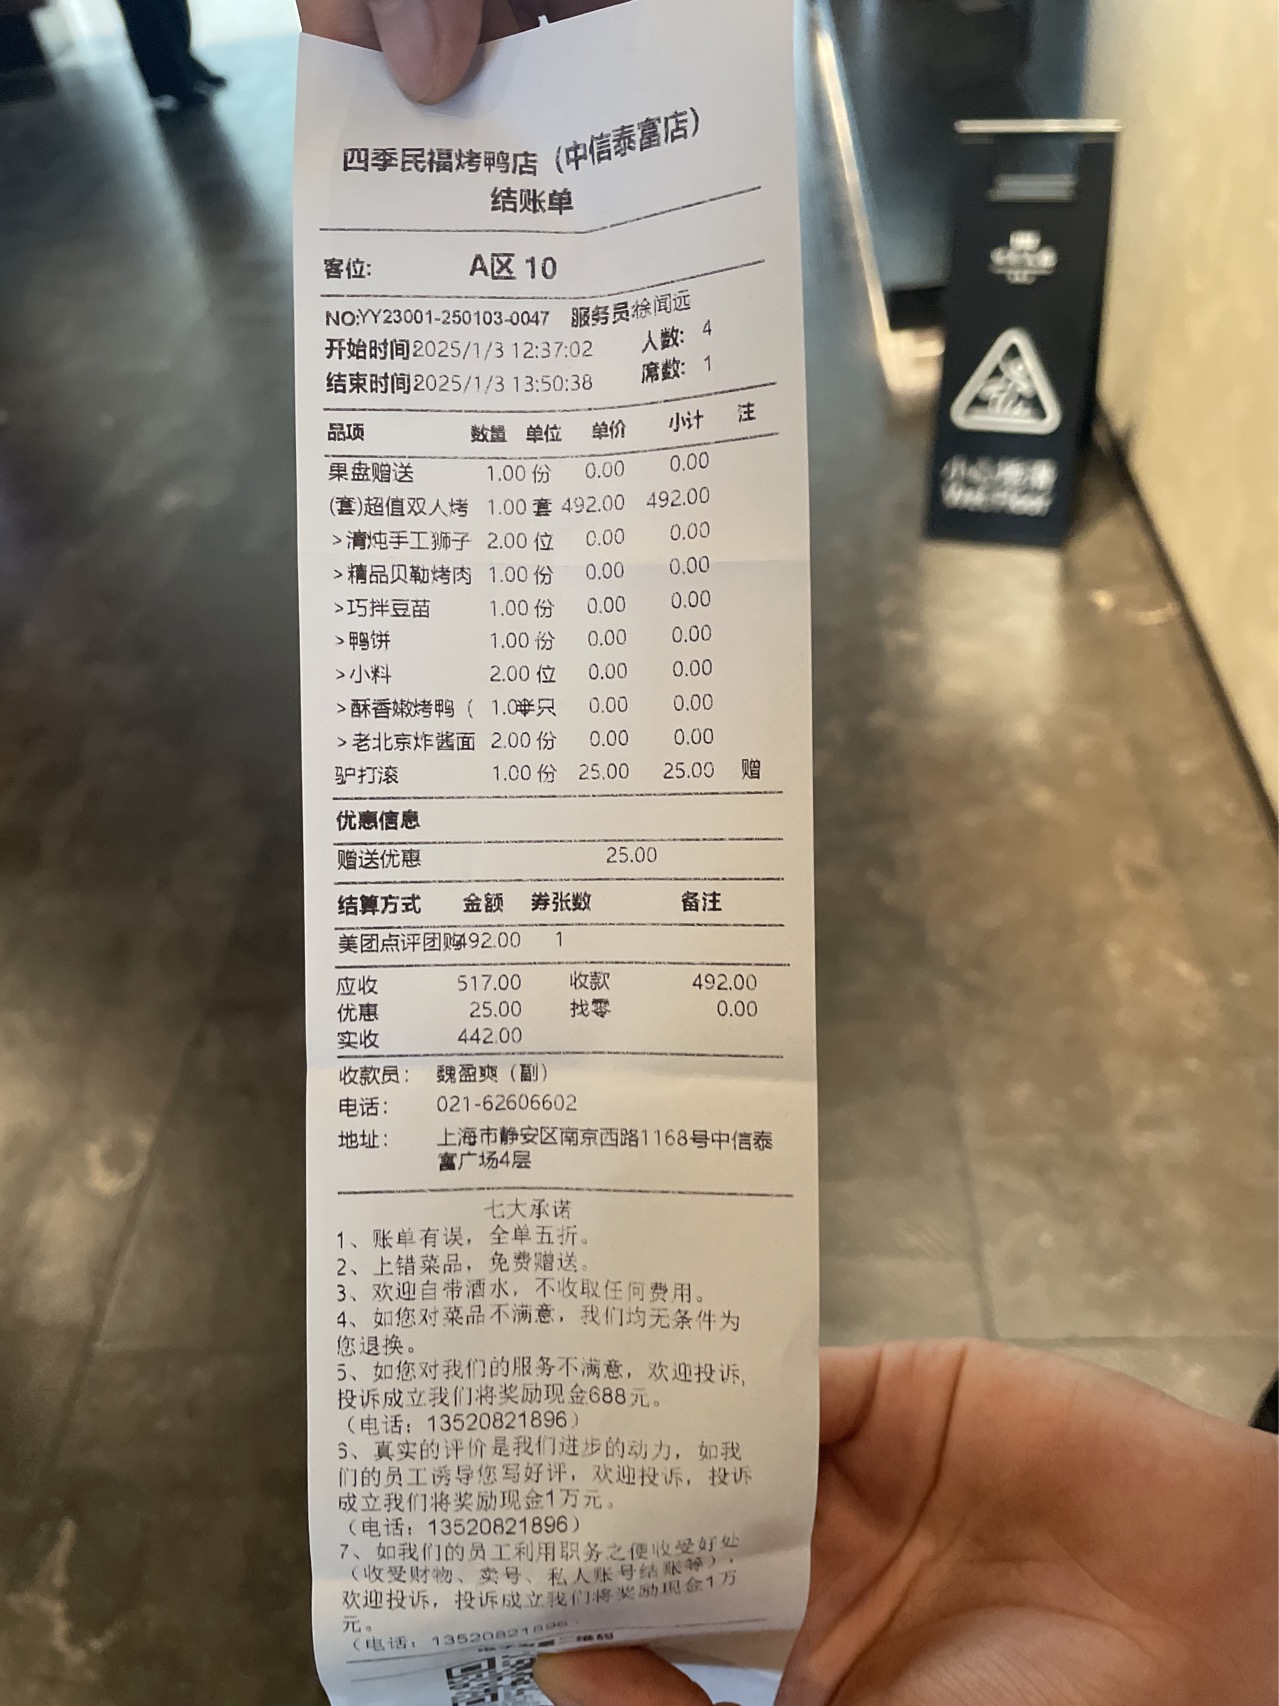 四季民福烤鸭店（中信泰富店）
结账单
客位: A区 10
NO:YY23001-250103-0047 服务员:徐闻远
开始时间2025/1/3 12:37:02 人数: 4
结束时间2025/1/3 13:50:38 席数: 1
品项 数量 单位 单价 小计 注
果盘赠送 1.00 份 0.00 0.00
(套)超值双人烤 1.00 套 492.00 492.00
>清炖手工狮子 2.00 位 0.00 0.00
>精品贝勒烤肉 1.00 份 0.00 0.00
>巧拌豆苗 1.00 份 0.00 0.00
>鸭饼 1.00 份 0.00 0.00
>小料 2.00 位 0.00 0.00
>酥香嫩烤鸭（ 1.0半只 0.00 0.00
>老北京炸酱面 2.00 份 0.00 0.00
驴打滚 1.00 份 25.00 25.00 赠
优惠信息
赠送优惠 25.00
结算方式 金额 券张数 备注
美团点评团购492.00 1
应收 517.00 收款 492.00
优惠 25.00 找零 0.00
实收 442.00
收款员: 魏盈爽（副）
电话: 021-62606602
地址: 上海市静安区南京西路1168号中信泰
富广场4层
七大承诺
1、账单有误，全单五折。
2、上错菜品，免费赠送。
3、欢迎自带酒水，不收取任何费用。
4、如您对菜品不满意，我们均无条件为
您退换。
5、如您对我们的服务不满意，欢迎投诉，
投诉成立我们将奖励现金688元。
（电话：13520821896）
6、真实的评价是我们进步的动力，如我
们的员工诱导您写好评，欢迎投诉，投诉
成立我们将奖励现金1万元。
（电话：13520821896）
7、如我们的员工利用职务之便收受好处
（收受财物、卖号、私人账号结账等），
欢迎投诉，投诉成立我们将奖励现金1万
元。
（电话：13520821896
小心地滑
Wet Floor